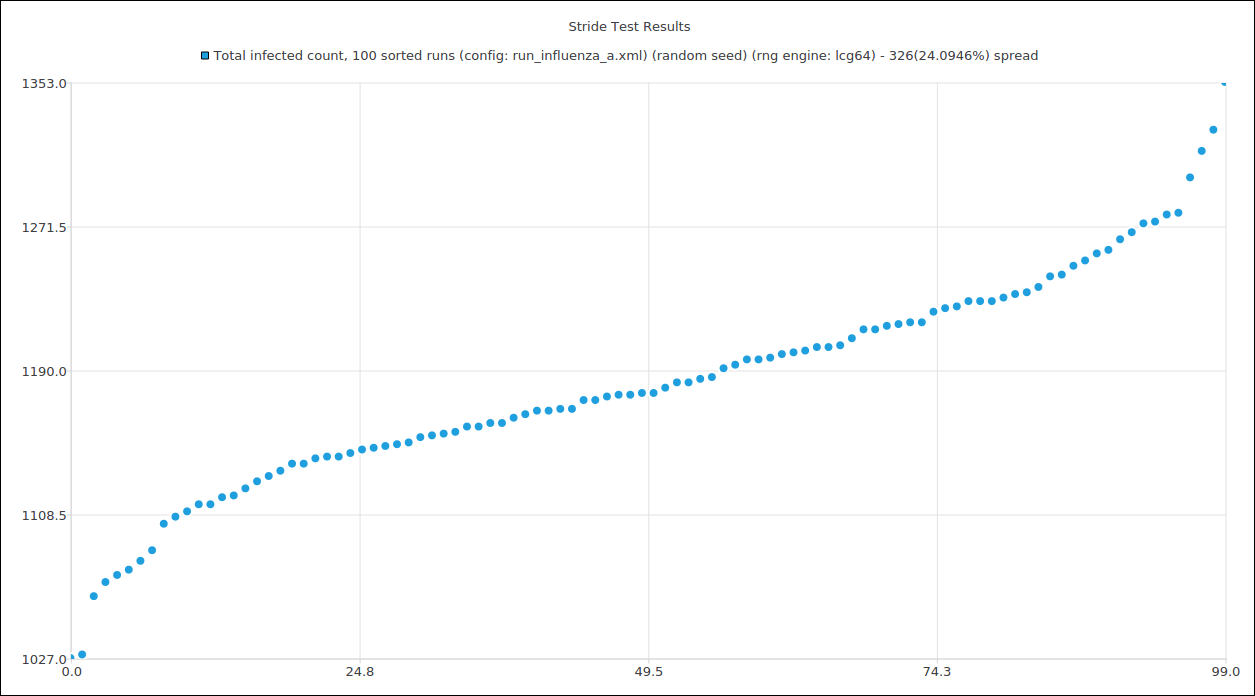 Stride Test Results
Total infected count, 100 sorted runs (config: run_influenza_a.xml) (random seed) (rng engine: lcg64) - 326(24.0946%) spread
1353.0
1271.5
1190.0
1108.5
1027.0
0.0 24.8 49.5 74.3 99.0